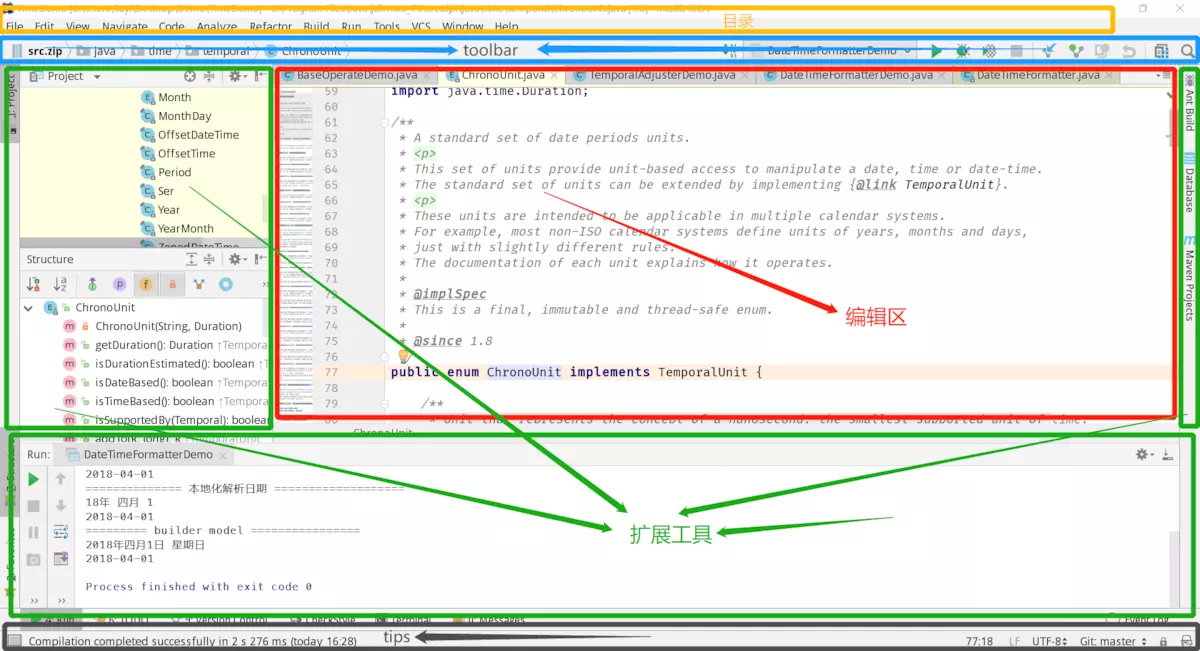 File Edit View Navigate Code Analyze Refactor Build Run Tools VCS Window Help
目录
src.zip java time temporal ChronoUnit
toolbar
DateTimeFormatterDemo
Project
BaseOperateDemo.java ChronoUnit.java TemporalAdjusterDemo.java DateTimeFormatterDemo.java DateTimeFormatter.java
1: Project
Month
MonthDay
OffsetDateTime
OffsetTime
Period
Ser
Year
YearMonth
ZonedDateTime
Structure
ChronoUnit
ChronoUnit(String, Duration)
getDuration(): Duration ↑Tempora
isDurationEstimated(): boolean ↑T
isDateBased(): boolean ↑Tempora
isTimeBased(): boolean ↑Tempora
isSupportedBy(Temporal): boolean
59 import java.time.Duration;
60
61 /**
62 * A standard set of date periods units.
63 * <p>
64 * This set of units provide unit-based access to manipulate a date, time or date-time.
65 * The standard set of units can be extended by implementing {@link TemporalUnit}.
66 * <p>
67 * These units are intended to be applicable in multiple calendar systems.
68 * For example, most non-ISO calendar systems define units of years, months and days,
69 * just with slightly different rules.
70 * The documentation of each unit explains how it operates.
71 *
72 * @implSpec
73 * This is a final, immutable and thread-safe enum.
74 *
75 * @since 1.8
76
77 public enum ChronoUnit implements TemporalUnit {
78
79 /**
80 * Unit that represents the concept of a nanosecond, the smallest supported unit of time.
ChronoUnit
编辑区
Ant Build
Database
Maven Projects
Run: DateTimeFormatterDemo
2018-04-01
============= 本地化解析日期 ==================
18年 四月 1
2018-04-01
========= builder model ===============
2018年四月1日 星期日
2018-04-01
Process finished with exit code 0
扩展工具
4: Run 6: TODO 9: Version Control CheckStyle Terminal 0: Messages Event Log
Compilation completed successfully in 2 s 276 ms (today 16:28)
tips
77:18 LF UTF-8 Git: master